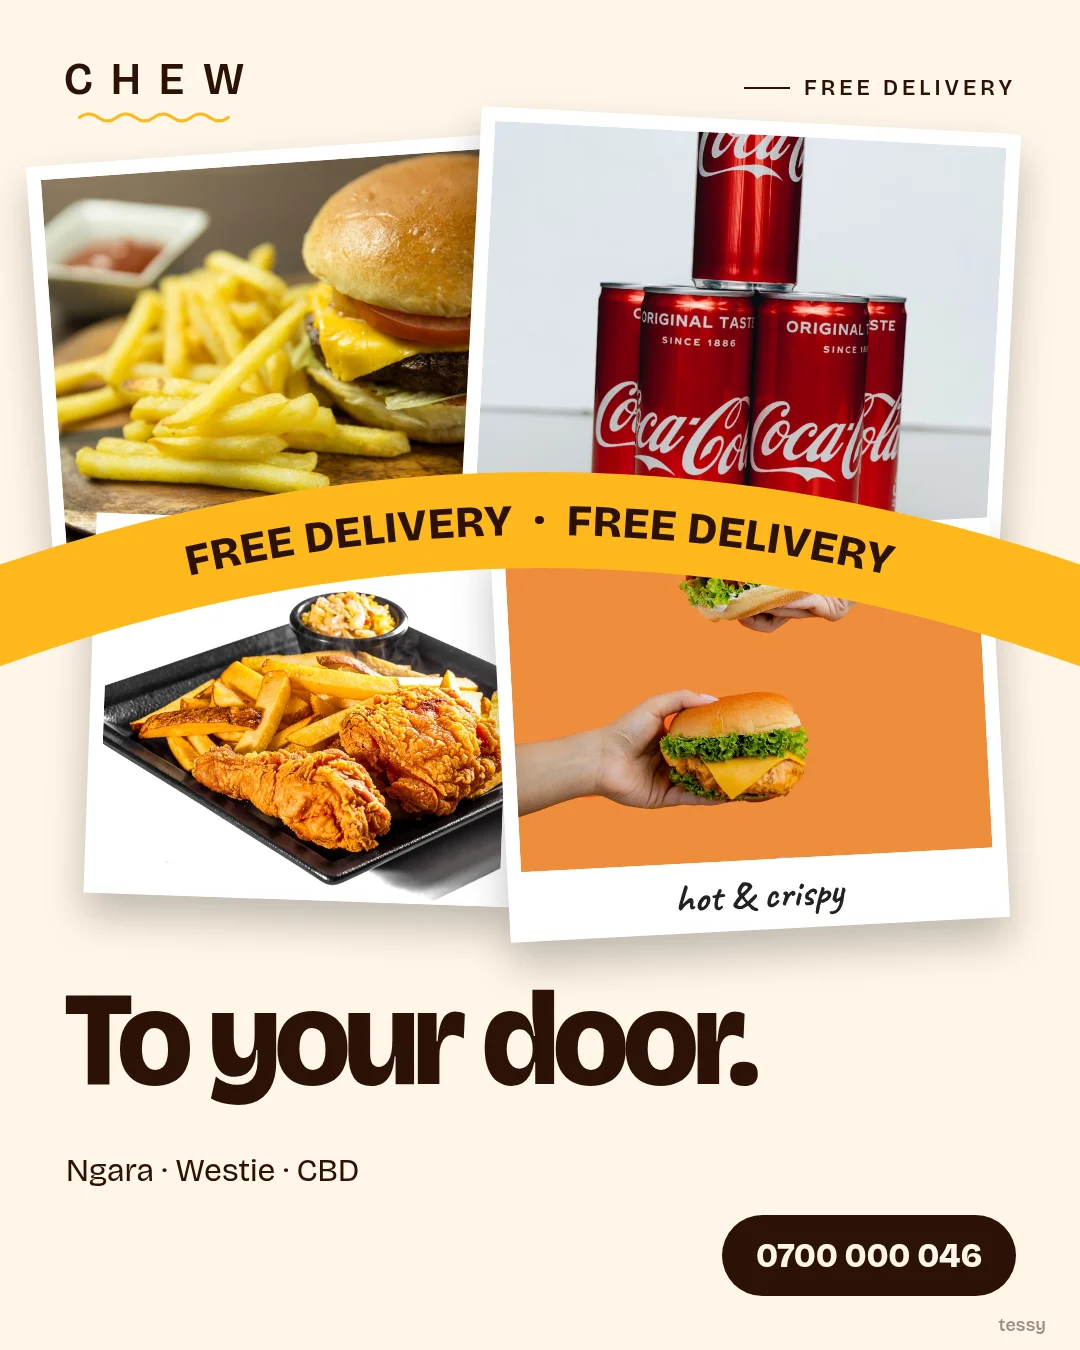 CHEW
FREE DELIVERY
ORIGINAL TASTE
SINCE 1886
Coca-Cola
ORIGINAL
SINCE
Coca-Cola
FREE DELIVERY · FREE DELIVERY
hot & crispy
To your door.
Ngara · Westie · CBD
0700 000 046
tessy